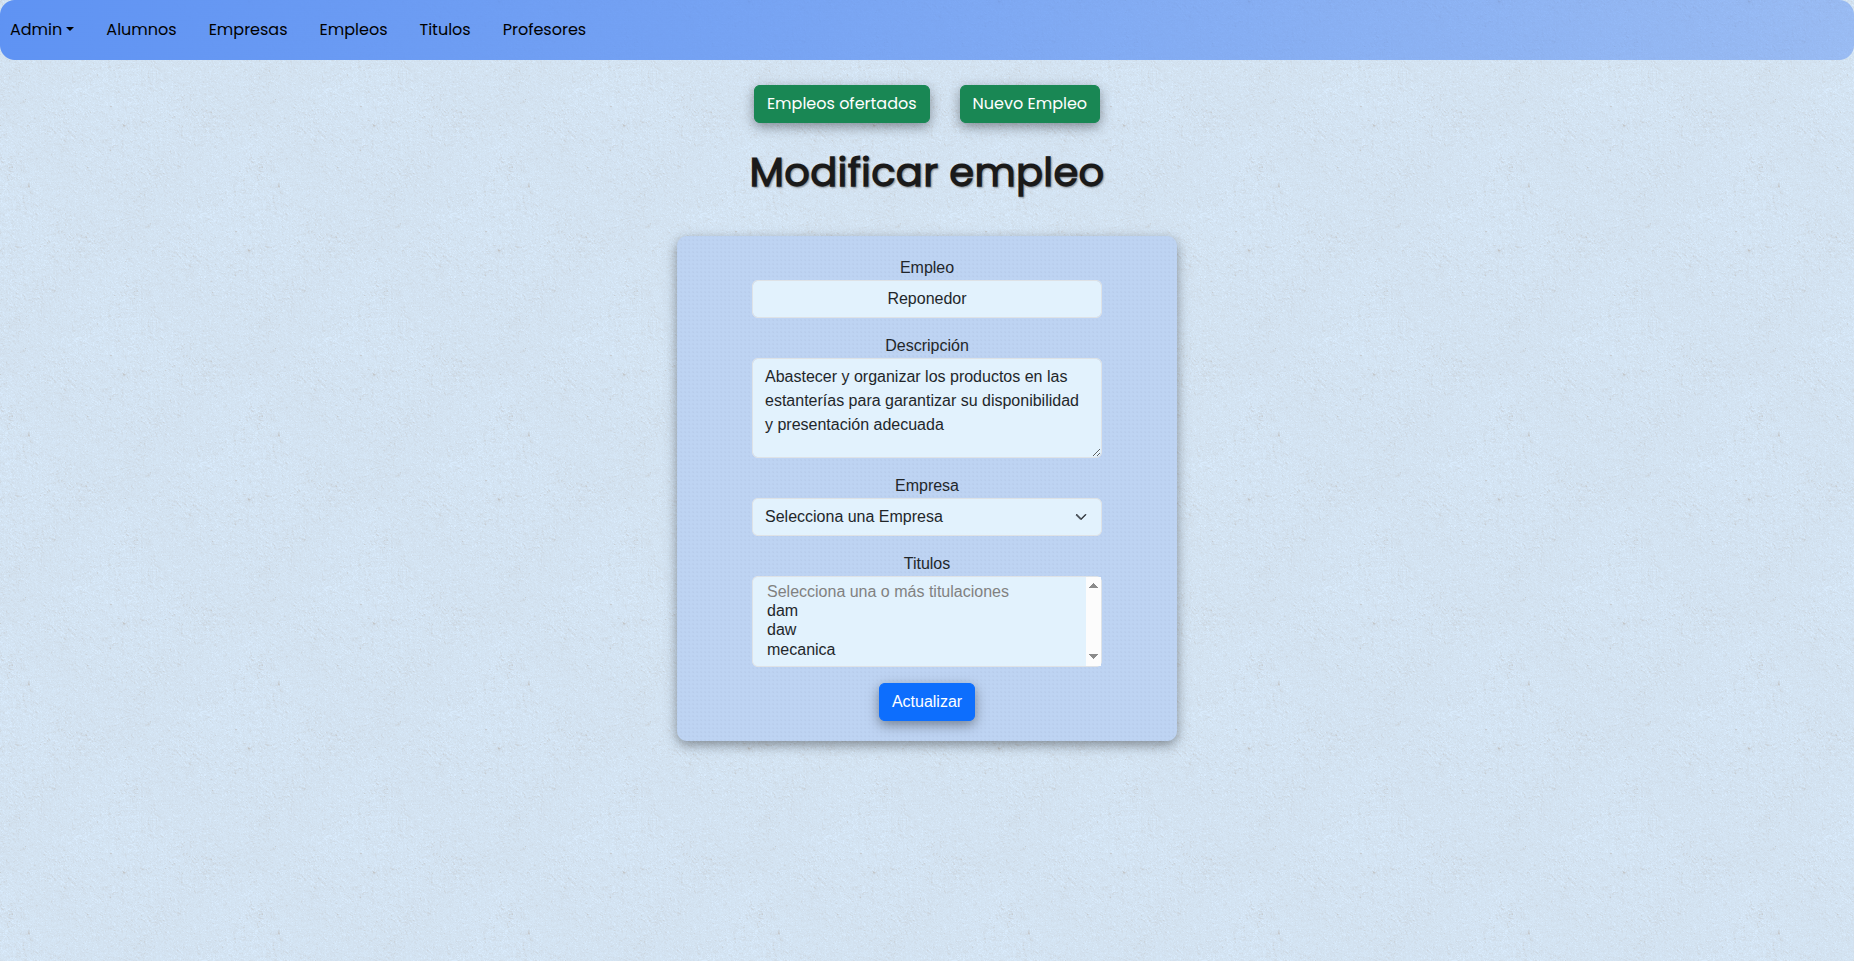 Admin
Alumnos
Empresas
Empleos
Titulos
Profesores
Empleos ofertados
Nuevo Empleo
Modificar empleo
Empleo
Reponedor
Descripción
Abastecer y organizar los productos en las
estanterías para garantizar su disponibilidad
y presentación adecuada
Empresa
Selecciona una Empresa
Titulos
Selecciona una o más titulaciones
dam
daw
mecanica
Actualizar